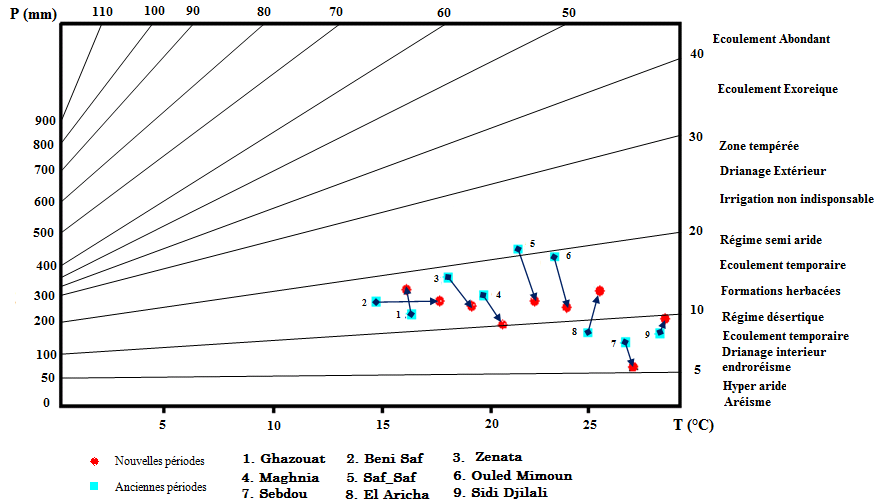 P (mm) 110 100 90 80 70 60 50
Ecoulement Abondant
40
Ecoulement Exoreique
900
800
30
Zone tempérée
700
Drianage Extérieur
600
Irrigation non indisponsable
500
20
Régime semi aride
5
6
400
Ecoulement temporaire
3
300
Formations herbacées
4
2
1
10
200
Régime désertique
8
7
9
Ecoulement temporaire
100
Drianage interieur
endroréisme
50
5
Hyper aride
0
Aréisme
5 10 15 20 25 T (°C)
Nouvelles périodes
Anciennes périodes
1. Ghazouat 2. Beni Saf 3. Zenata
4. Maghnia 5. Saf_Saf 6. Ouled Mimoun
7. Sebdou 8. El Aricha 9. Sidi Djilali